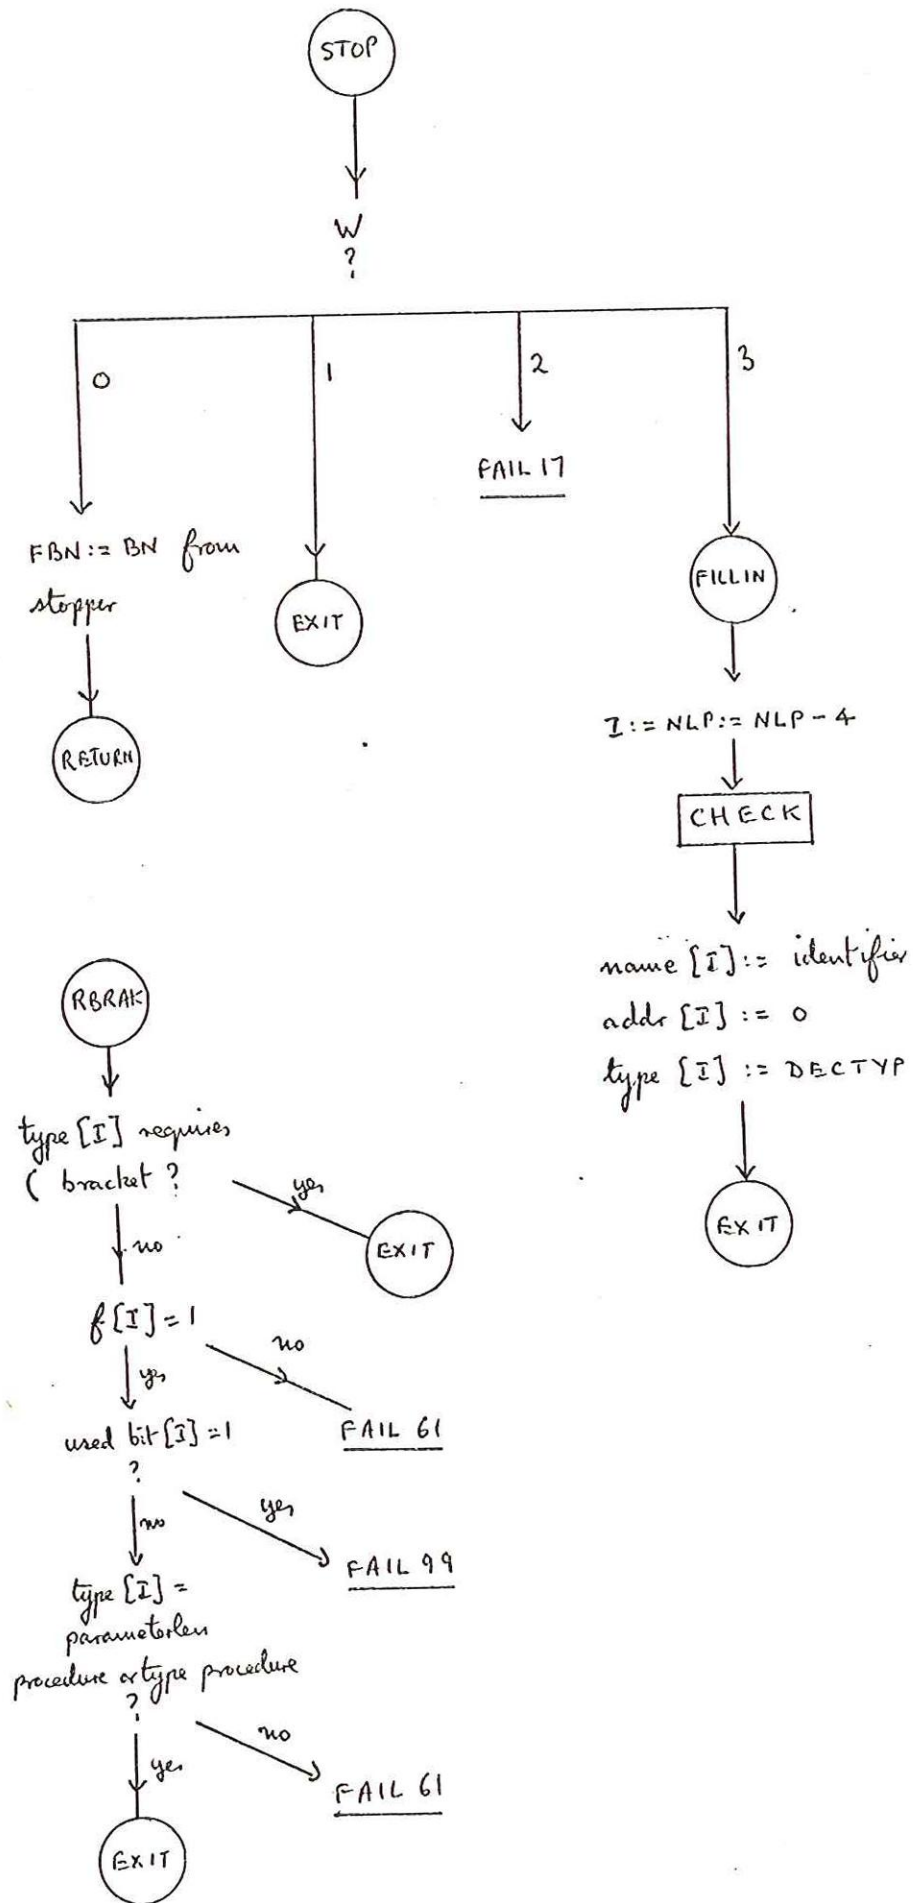 STOP
W
?
0
1
2
3
FAIL 17
FBN := BN from
stopper
RETURN
EXIT
FILLIN
I := NLP := NLP - 4
CHECK
name [I] := identifier
addr [I] := 0
type [I] := DECTYP
EXIT
RBRAK
type [I] requires
( bracket ?
yes
EXIT
no
f [I] = 1
no
FAIL 61
yes
used bit [I] = 1
?
yes
FAIL 99
no
type [I] =
parameterless
procedure or type procedure
?
no
FAIL 61
yes
EXIT